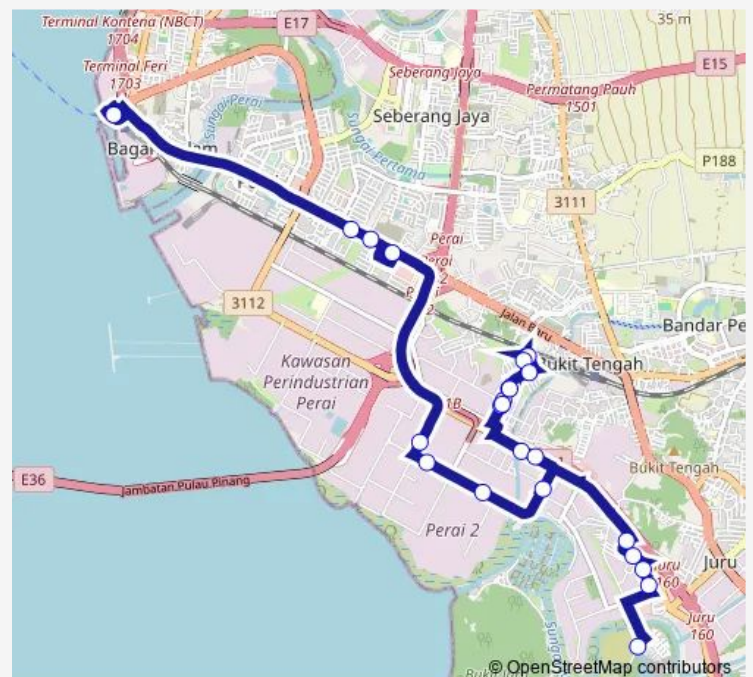 Terminal Kontena (NBCT)
1704
E17
35 m
Terminal Feri
1703
Seberang Jaya
E15
Permatang Pauh
1501
Sungai Perai
Seberang Jaya
Sungai Pertama
P188
3111
Perai
3112
2
Jalan Baru
Bandar Pe
Kawasan
Perindustrian
Perai
Bukit Tengah
1B
1
E36
Jambatan Pulau Pinang
Bukit Tengah
Perai 2
Juru
160
Juru
Juru
160
© OpenStreetMap contributors